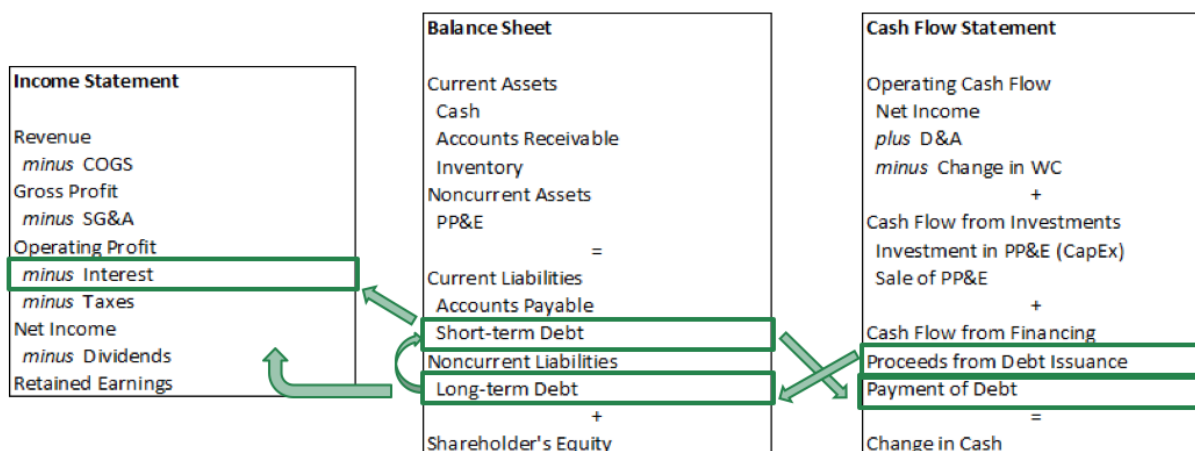 Income Statement
Revenue
minus COGS
Gross Profit
minus SG&A
Operating Profit
minus Interest
minus Taxes
Net Income
minus Dividends
Retained Earnings
Balance Sheet
Current Assets
Cash
Accounts Receivable
Inventory
Noncurrent Assets
PP&E
=
Current Liabilities
Accounts Payable
Short-term Debt
Noncurrent Liabilities
Long-term Debt
+
Shareholder's Equity
Cash Flow Statement
Operating Cash Flow
Net Income
plus D&A
minus Change in WC
+
Cash Flow from Investments
Investment in PP&E (CapEx)
Sale of PP&E
+
Cash Flow from Financing
Proceeds from Debt Issuance
Payment of Debt
=
Change in Cash